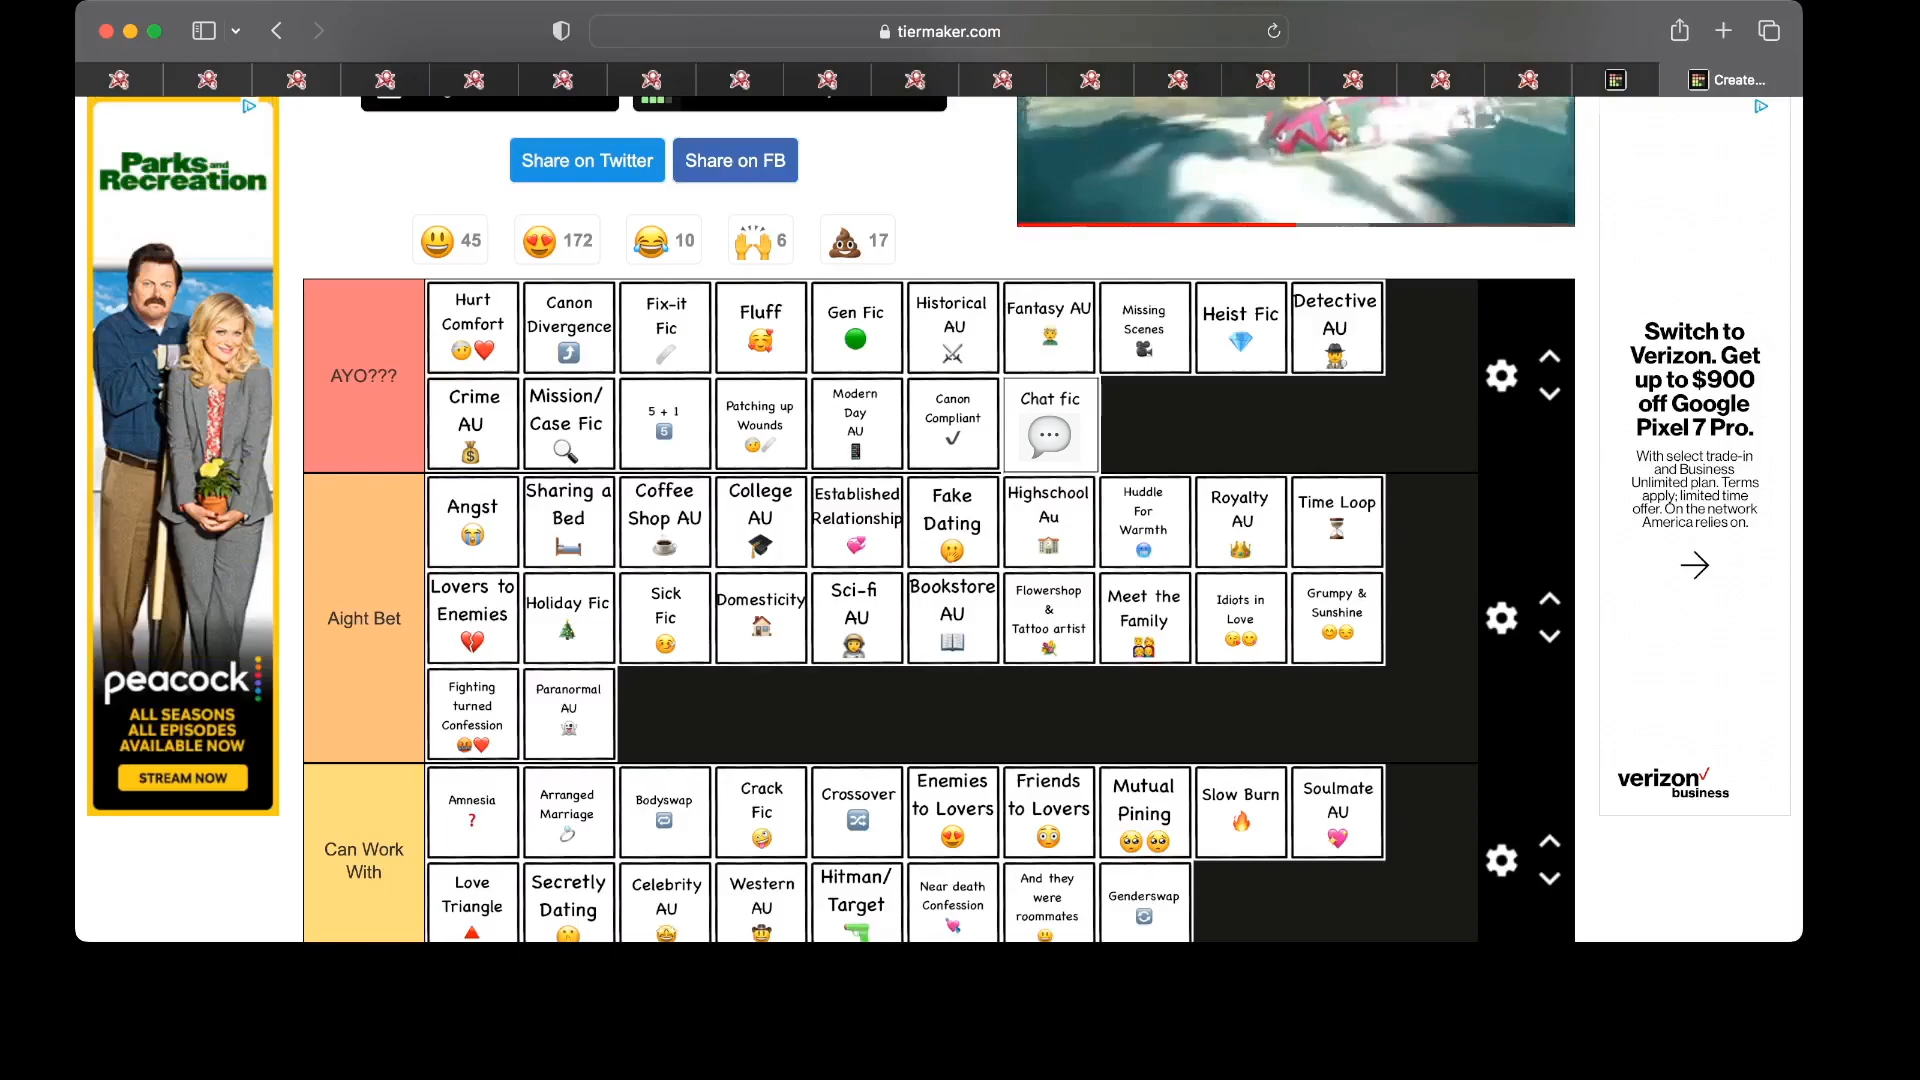 tiermaker.com
Create...
Parks and
Recreation
peacock
ALL SEASONS
ALL EPISODES
AVAILABLE NOW
STREAM NOW
Share on Twitter
Share on FB
45
172
10
6
17
AYO???
Hurt
Comfort
Canon
Divergence
Fix-it
Fic
Fluff
Gen Fic
Historical
AU
Fantasy AU
Missing
Scenes
Heist Fic
Detective
AU
Crime
AU
Mission/
Case Fic
5 + 1
5
Patching up
Wounds
Modern
Day
AU
Canon
Compliant
Chat fic
Aight Bet
Angst
Sharing a
Bed
Coffee
Shop AU
College
AU
Established
Relationship
Fake
Dating
Highschool
Au
Huddle
For
Warmth
Royalty
AU
Time Loop
Lovers to
Enemies
Holiday Fic
Sick
Fic
Domesticity
Sci-fi
AU
Bookstore
AU
Flowershop
&
Tattoo artist
Meet the
Family
Idiots in
Love
Grumpy &
Sunshine
Fighting
turned
Confession
Paranormal
AU
Can Work
With
Amnesia
?
Arranged
Marriage
Bodyswap
Crack
Fic
Crossover
Enemies
to Lovers
Friends
to Lovers
Mutual
Pining
Slow Burn
Soulmate
AU
Love
Triangle
Secretly
Dating
Celebrity
AU
Western
AU
Hitman/
Target
Near death
Confession
And they
were
roommates
Genderswap
Switch to
Verizon. Get
up to $900
off Google
Pixel 7 Pro.
With select trade-in
and Business
Unlimited plan. Terms
apply; limited time
offer. On the network
America relies on.
verizon
business